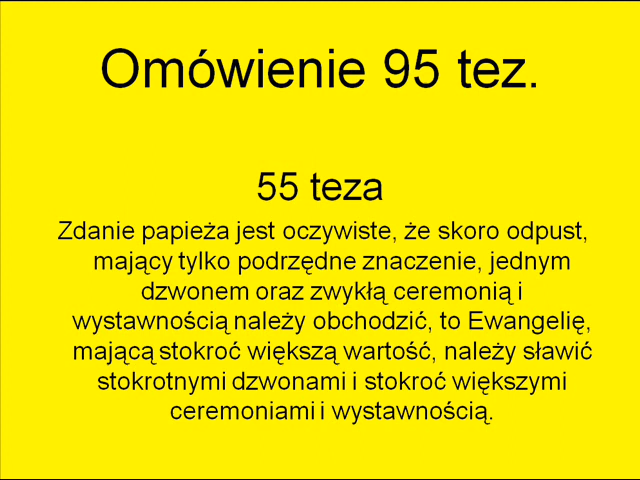 Omówienie 95 tez.
55 teza
Zdanie papieża jest oczywiste, że skoro odpust,
mający tylko podrzędne znaczenie, jednym
dzwonem oraz zwykłą ceremonią i
wystawnością należy obchodzić, to Ewangelię,
mającą stokroć większą wartość, należy sławić
stokrotnymi dzwonami i stokroć większymi
ceremoniami i wystawnością.